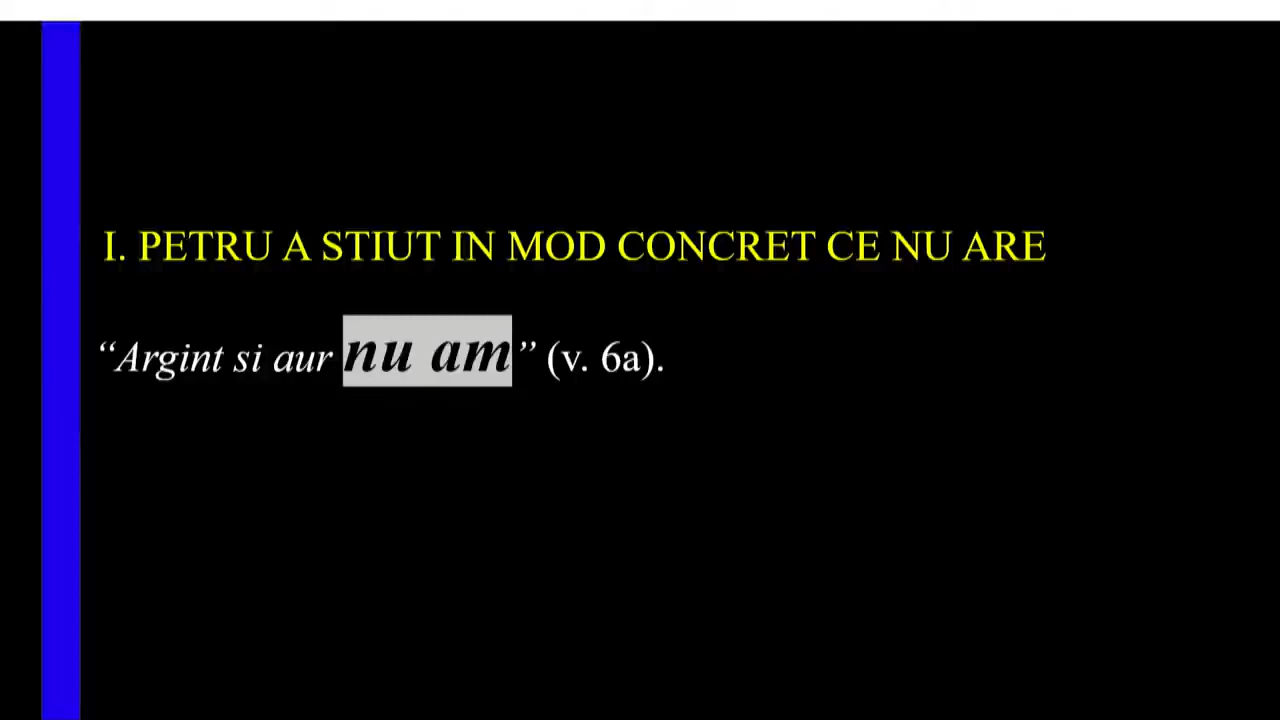 I. PETRU A STIUT IN MOD CONCRET CE NU ARE
“Argint si aur nu am” (v. 6a).